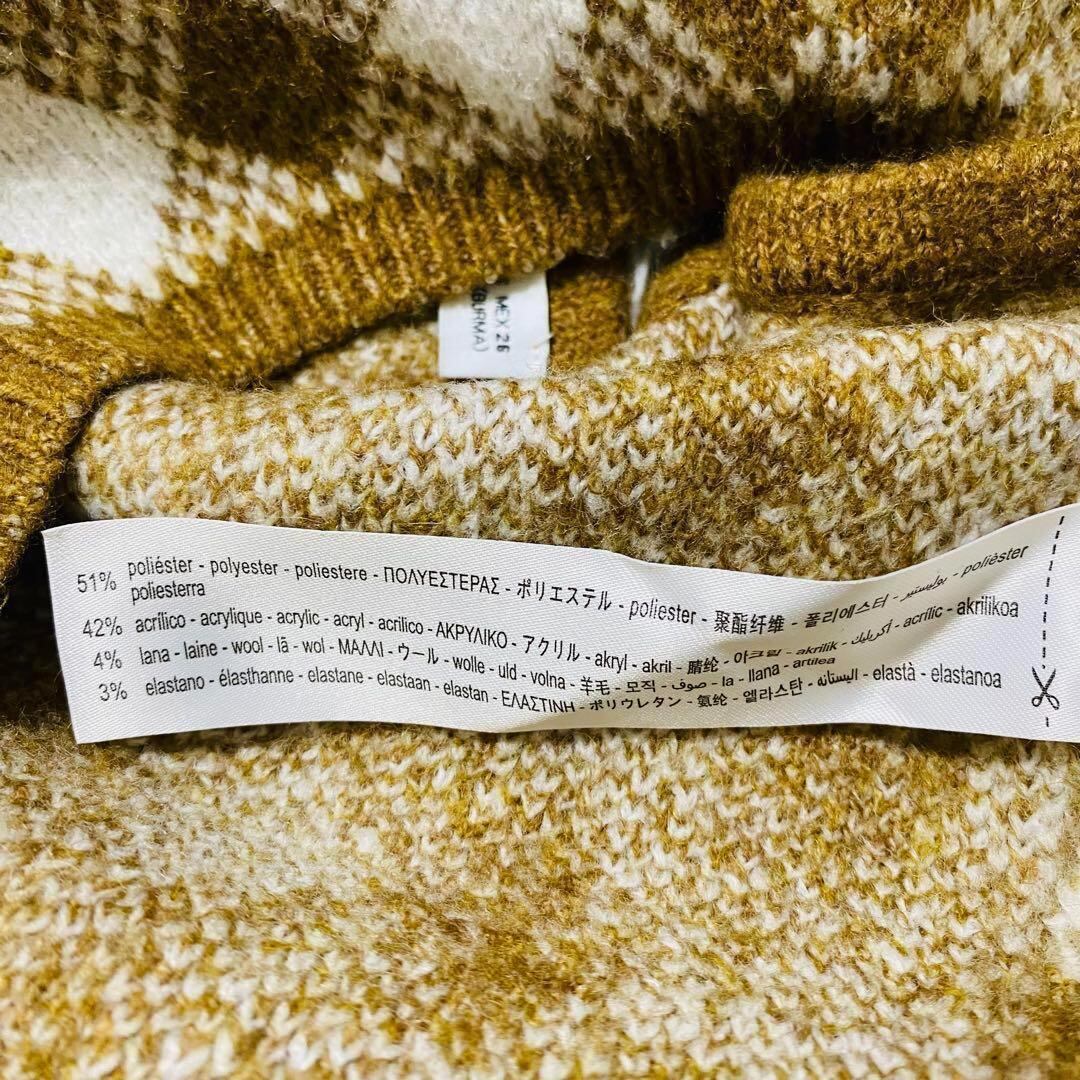 MEX 26
(BURMA)
51% poliéster - polyester - poliestere - ΠΟΛΥΕΣΤΕΡΑΣ - ポリエステル - poliester - 聚酯纤维 - 폴리에스터 - بوليستير - polièster
poliesterra
42% acrílico - acrylique - acrylic - acryl - acrilico - ΑΚΡΥΛΙΚΟ - アクリル - akryl - akril - 腈纶 - 아크릴 - akrilik - أكريليك - acrílic - akrilikoa
4% lana - laine - wool - lã - wol - ΜΑΛΛΙ - ウール - wolle - uld - volna - 羊毛 - 모직 - صوف - la - llana - artilea
3% elastano - élasthanne - elastane - elastaan - elastan - ΕΛΑΣΤΙΝΗ - ポリウレタン - 氨纶 - 엘라스탄 - اليستانه - elastà - elastanoa